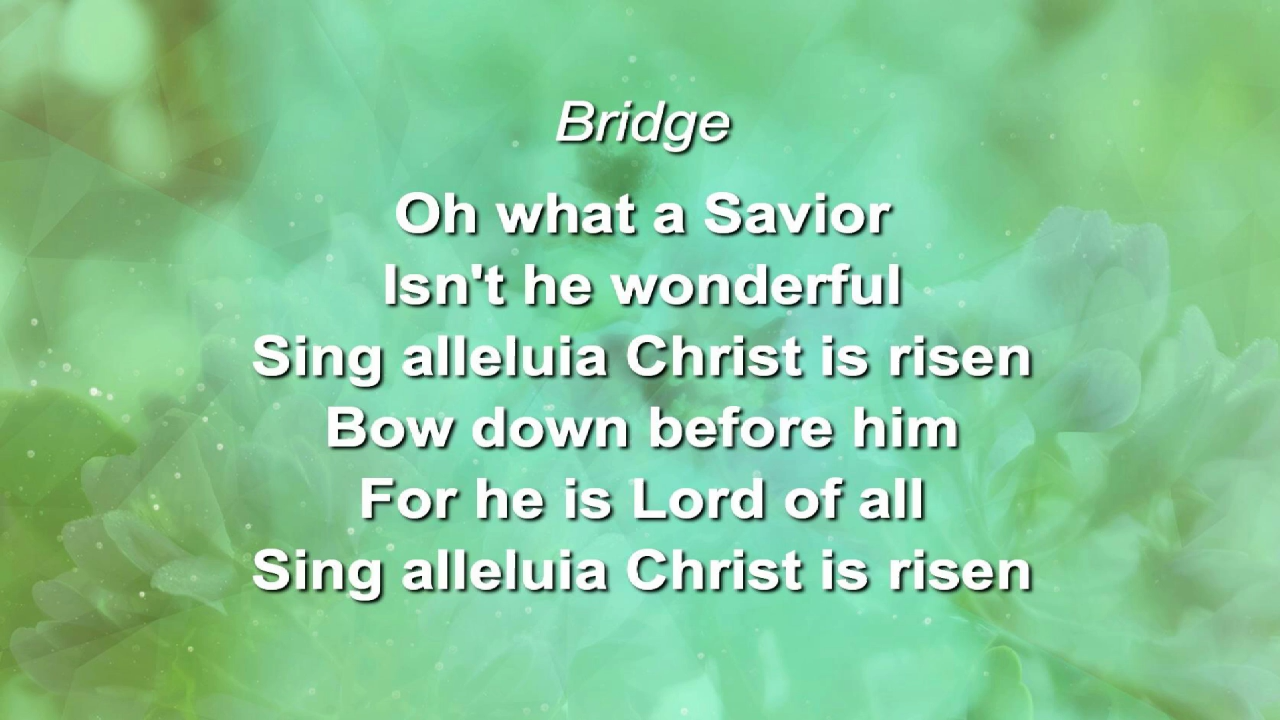 Bridge
Oh what a Savior
Isn't he wonderful
Sing alleluia Christ is risen
Bow down before him
For he is Lord of all
Sing alleluia Christ is risen